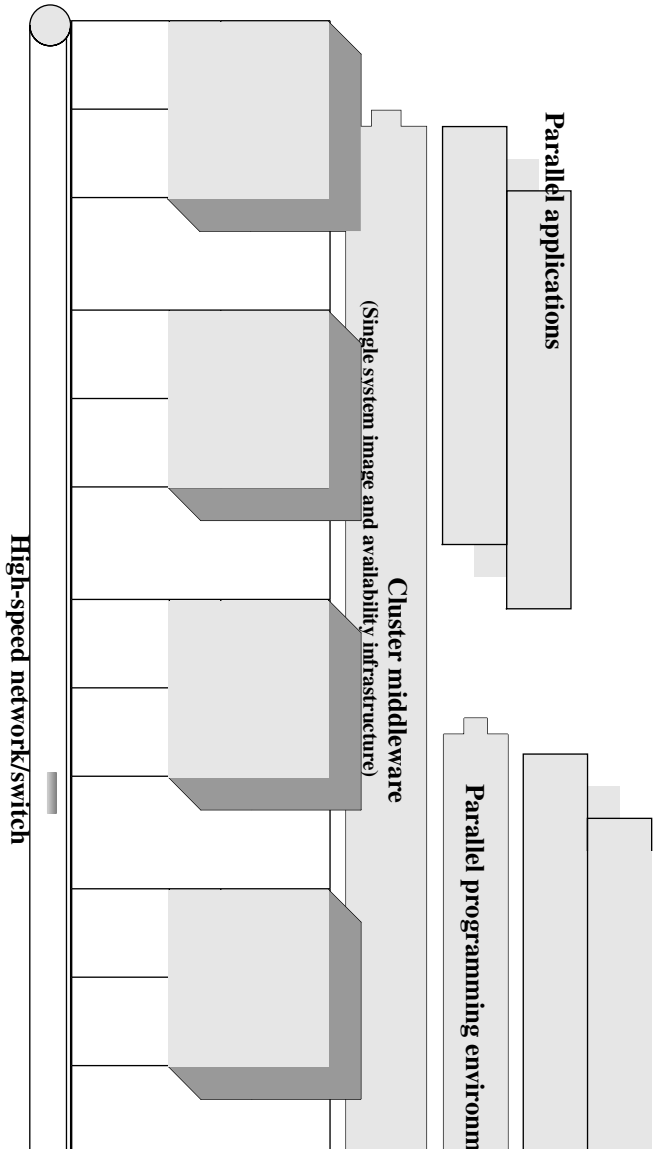 Parallel applications
Parallel programming environm
Cluster middleware
(Single system image and availability infrastructure)
High-speed network/switch